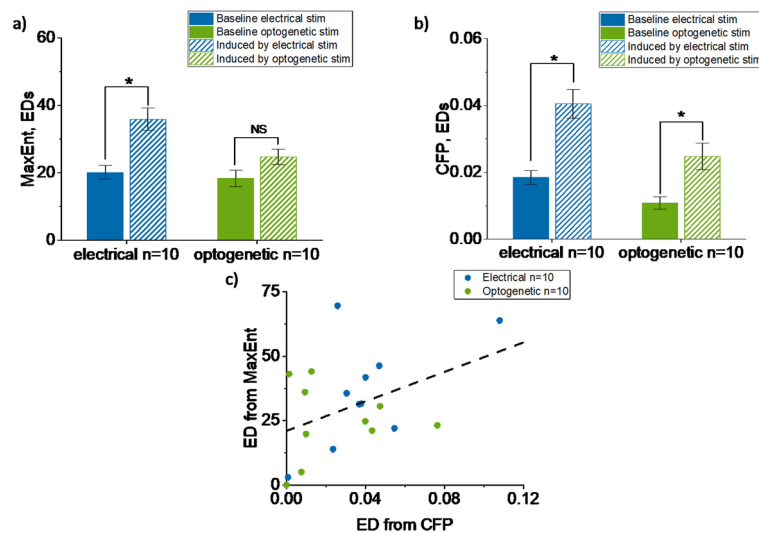 a)
Baseline electrical stim
Baseline optogenetic stim
Induced by electrical stim
Induced by optogenetic stim
60
40
20
0
MaxEnt, EDs
*
NS
electrical n=10
optogenetic n=10
b)
Baseline electrical stim
Baseline optogenetic stim
Induced by electrical stim
Induced by optogenetic stim
0.06
0.04
0.02
0.00
CFP, EDs
*
*
electrical n=10
optogenetic n=10
c)
Electrical n=10
Optogenetic n=10
75
50
25
0
ED from MaxEnt
0.00
0.04
0.08
0.12
ED from CFP